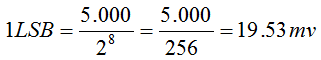 1LSB = 5.000/2^8 = 5.000/256 = 19.53mv